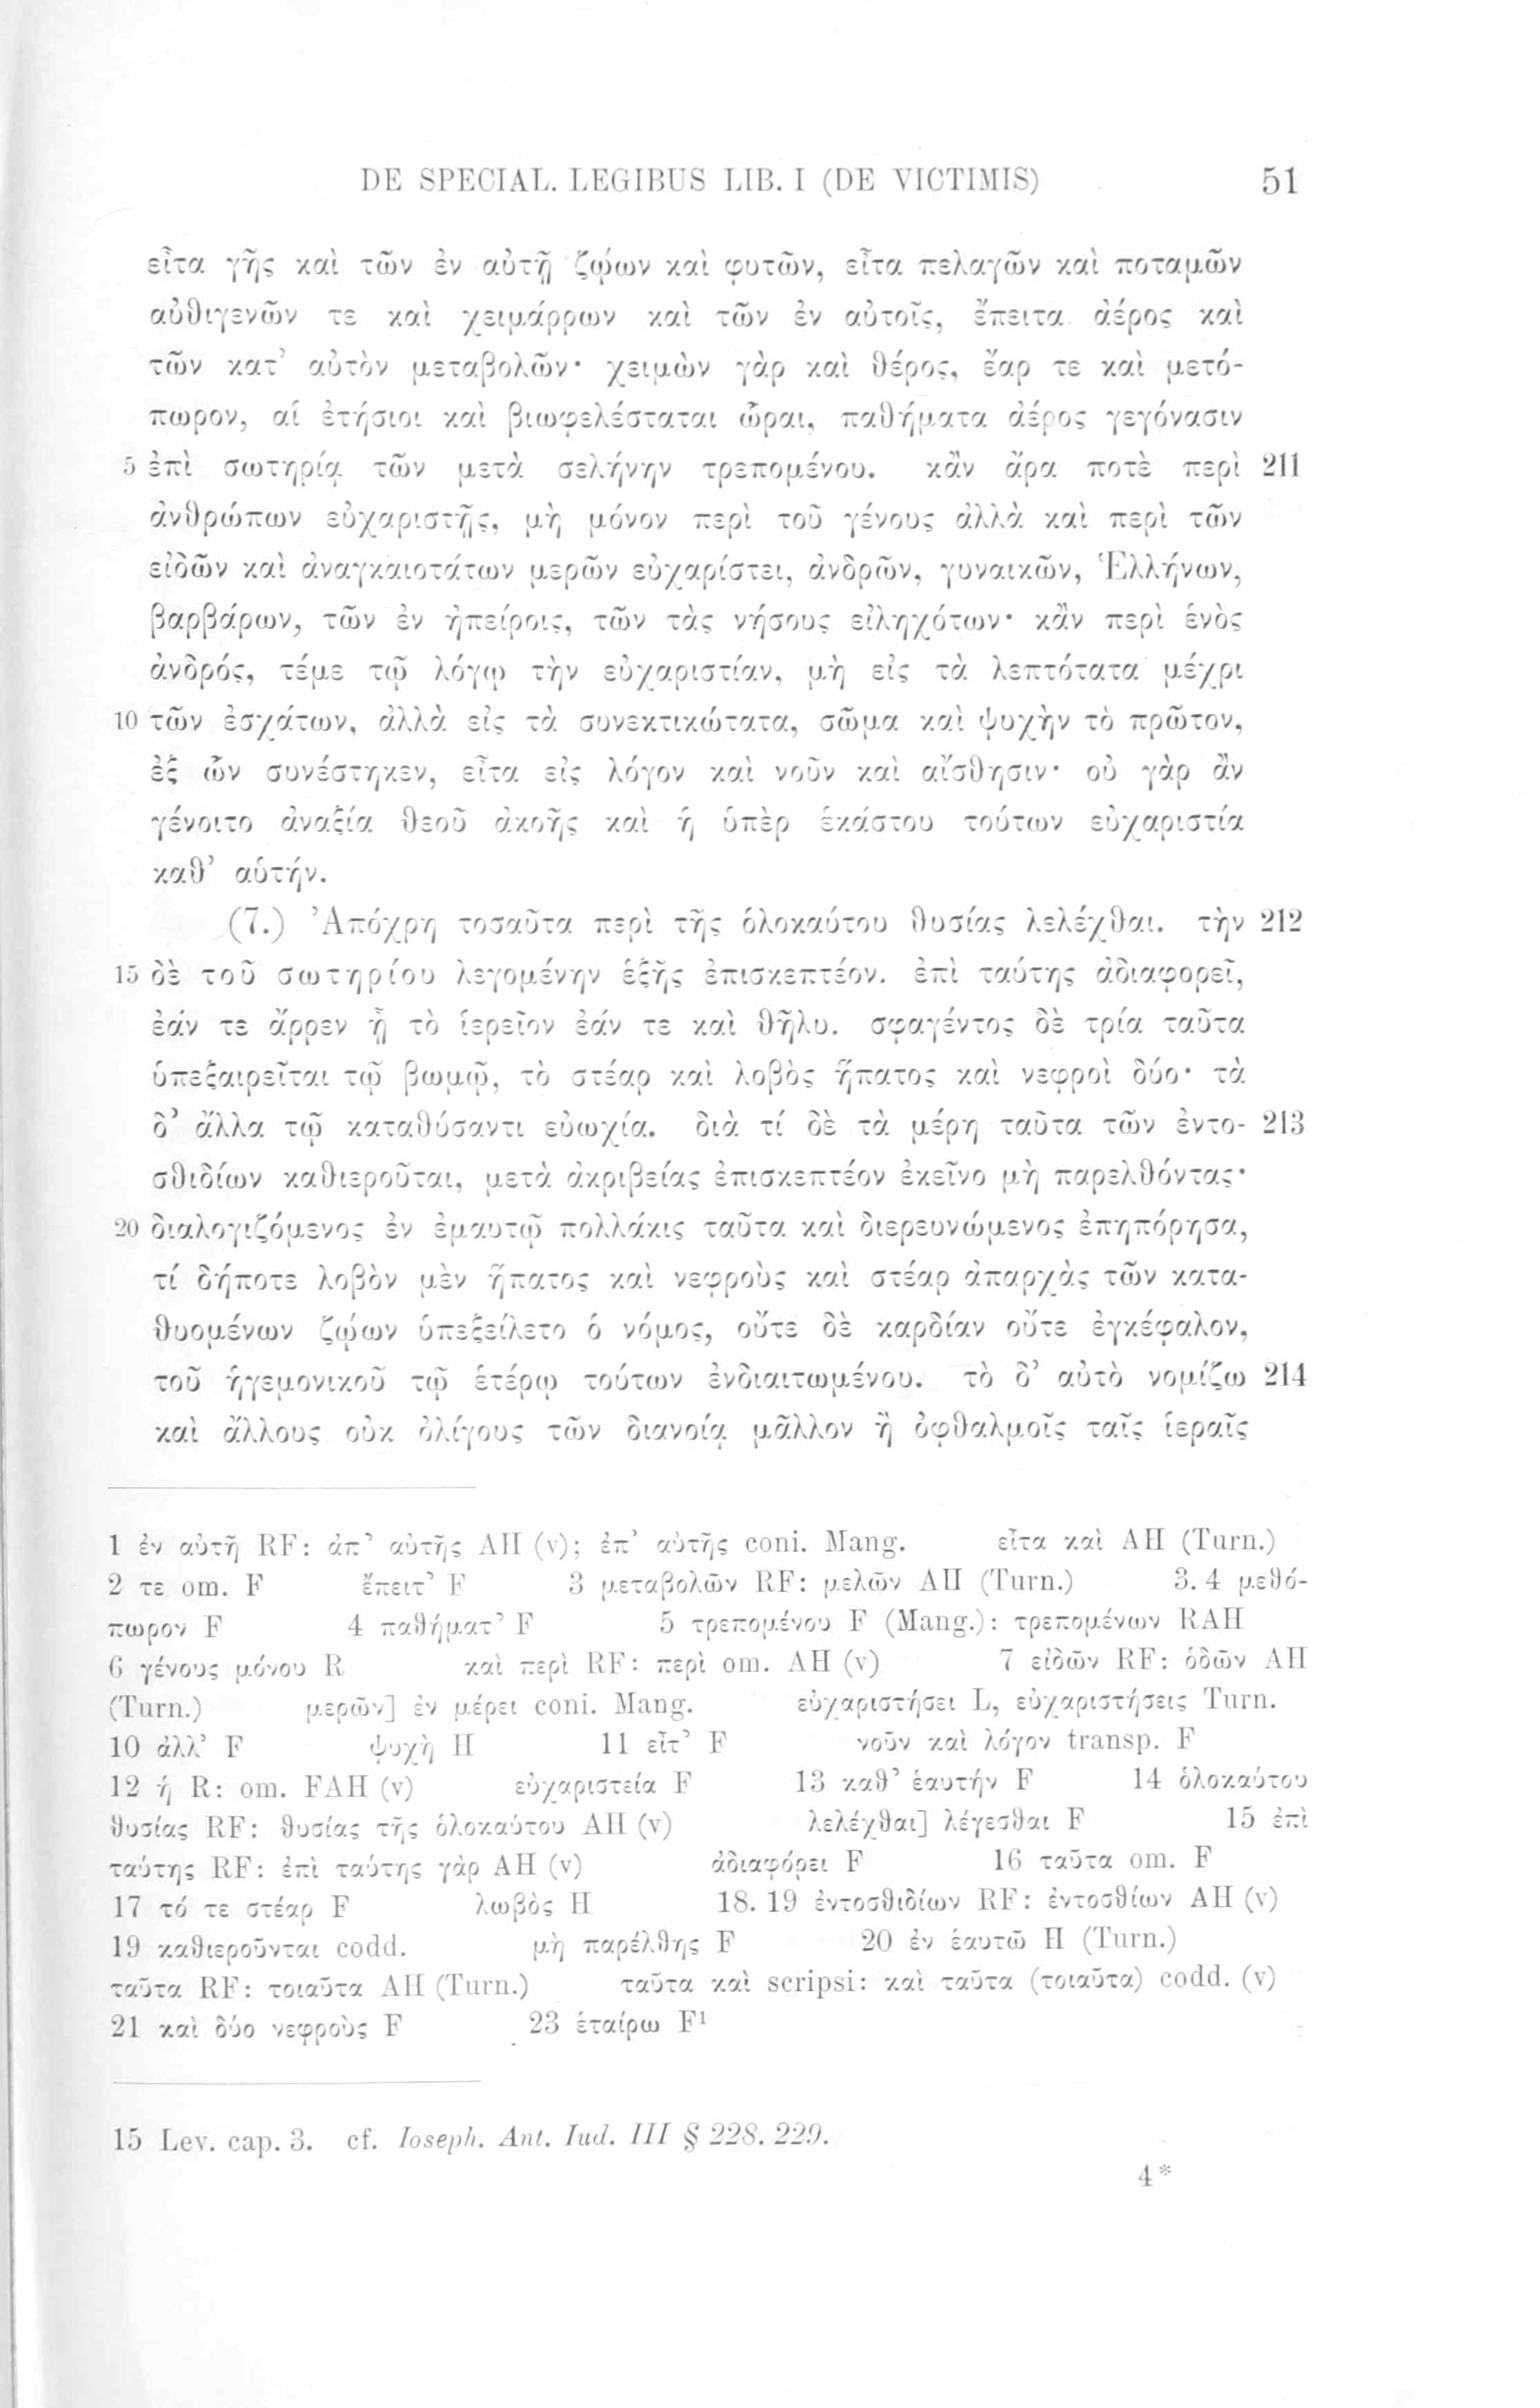 DE SPECIAL. LEGIBUS LIB. I (DE VICTIMIS) 51
εἶτα γῆς καὶ τῶν ἐν αὐτῇ ζῴων καὶ φυτῶν, εἶτα πελαγῶν καὶ ποταμῶν
αὐθιγενῶν τε καὶ χειμάρρων καὶ τῶν ἐν αὐτοῖς, ἔπειτα ἀέρος καὶ
τῶν κατ’ αὐτὸν μεταβολῶν· χειμὼν γὰρ καὶ θέρος, ἔαρ τε καὶ μετό-
πωρον, αἱ ἐτήσιοι καὶ βιωφελέσταται ὧραι, παθήματα ἀέρος γεγόνασιν
5 ἐπὶ σωτηρίᾳ τῶν μετὰ σελήνην τρεπομένου. κἂν ἄρα ποτὲ περὶ 211
ἀνθρώπων εὐχαριστῇς, μὴ μόνον περὶ τοῦ γένους ἀλλὰ καὶ περὶ τῶν
εἰδῶν καὶ ἀναγκαιοτάτων μερῶν εὐχαρίστει, ἀνδρῶν, γυναικῶν, Ἑλλήνων,
βαρβάρων, τῶν ἐν ἠπείροις, τῶν τὰς νήσους εἰληχότων· κἂν περὶ ἑνὸς
ἀνδρός, τέμε τῷ λόγῳ τὴν εὐχαριστίαν, μὴ εἰς τὰ λεπτότατα μέχρι
10 τῶν ἐσχάτων, ἀλλὰ εἰς τὰ συνεκτικώτατα, σῶμα καὶ ψυχὴν τὸ πρῶτον,
ἐξ ὧν συνέστηκεν, εἶτα εἰς λόγον καὶ νοῦν καὶ αἴσθησιν· οὐ γὰρ ἂν
γένοιτο ἀναξία θεοῦ ἀκοῆς καὶ ἡ ὑπὲρ ἑκάστου τούτων εὐχαριστία
καθ’ αὑτήν.
(7.) Ἀπόχρη τοσαῦτα περὶ τῆς ὁλοκαύτου θυσίας λελέχθαι. τὴν 212
15 δὲ τοῦ σωτηρίου λεγομένην ἑξῆς ἐπισκεπτέον. ἐπὶ ταύτης ἀδιαφορεῖ,
ἐάν τε ἄρρεν ᾖ τὸ ἱερεῖον ἐάν τε καὶ θῆλυ. σφαγέντος δὲ τρία ταῦτα
ὑπεξαιρεῖται τῷ βωμῷ, τὸ στέαρ καὶ λοβὸς ἥπατος καὶ νεφροὶ δύο· τὰ
δ’ ἄλλα τῷ καταθύσαντι εὐωχία. διὰ τί δὲ τὰ μέρη ταῦτα τῶν ἐντο- 213
σθιδίων καθιεροῦται, μετὰ ἀκριβείας ἐπισκεπτέον ἐκεῖνο μὴ παρελθόντας·
20 διαλογιζόμενος ἐν ἐμαυτῷ πολλάκις ταῦτα καὶ διερευνώμενος ἐπηπόρησα,
τί δήποτε λοβὸν μὲν ἥπατος καὶ νεφροὺς καὶ στέαρ ἀπαρχὰς τῶν κατα-
θυομένων ζῴων ὑπεξείλετο ὁ νόμος, οὔτε δὲ καρδίαν οὔτε ἐγκέφαλον,
τοῦ ἡγεμονικοῦ τῷ ἑτέρῳ τούτων ἐνδιαιτωμένου. τὸ δ’ αὐτὸ νομίζω 214
καὶ ἄλλους οὐκ ὀλίγους τῶν διανοίᾳ μᾶλλον ἢ ὀφθαλμοῖς ταῖς ἱεραῖς
1 ἐν αὐτῇ RF: ἀπ’ αὐτῆς AH (v); ἐπ’ αὐτῆς coni. Mang. εἶτα καὶ AH (Turn.)
2 τε om. F ἔπειτ’ F 3 μεταβολῶν RF: μελῶν AH (Turn.) 3. 4 μεθό-
πωρον F 4 παθήματ’ F 5 τρεπομένου F (Mang.): τρεπομένων RAH
6 γένους μόνου R καὶ περὶ RF: περὶ om. AH (v) 7 εἰδῶν RF: ὁδῶν AH
(Turn.) μερῶν] ἐν μέρει coni. Mang. εὐχαριστήσει L, εὐχαριστήσεις Turn.
10 ἀλλ’ F ψυχὴ H 11 εἶτ’ F νοῦν καὶ λόγον transp. F
12 ἡ R: om. FAH (v) εὐχαριστεία F 13 καθ’ ἑαυτήν F 14 ὁλοκαύτου
θυσίας RF: θυσίας τῆς ὁλοκαύτου AH (v) λελέχθαι] λέγεσθαι F 15 ἐπὶ
ταύτης RF: ἐπὶ ταύτης γὰρ AH (v) ἀδιαφόρει F 16 ταῦτα om. F
17 τό τε στέαρ F λωβὸς H 18. 19 ἐντοσθιδίων RF: ἐντοσθίων AH (v)
19 καθιεροῦνται codd. μὴ παρέλθης F 20 ἐν ἑαυτῶ H (Turn.)
ταῦτα RF: τοιαῦτα AH (Turn.) ταῦτα καὶ scripsi: καὶ ταῦτα (τοιαῦτα) codd. (v)
21 καὶ δύο νεφροὺς F 23 ἑταίρω F¹
15 Lev. cap. 3. cf. Ioseph. Ant. Iud. III § 228. 229.
4*